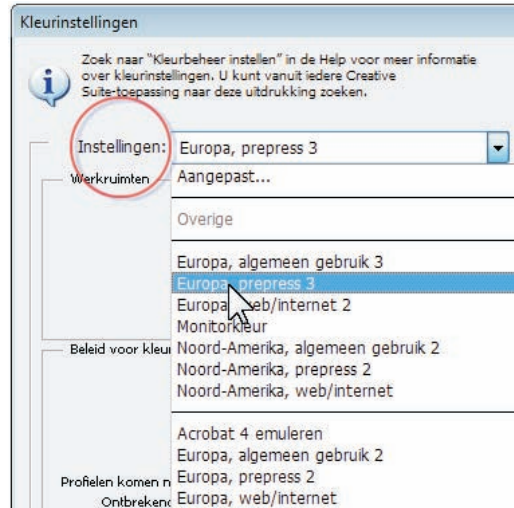 Kleurinstellingen
Zoek naar "Kleurbeheer instellen" in de Help voor meer informatie
over kleurinstellingen. U kunt vanuit iedere Creative
Suite-toepassing naar deze uitdrukking zoeken.
Instellingen: Europa, prepress 3
Werkruimten
Aangepast...
Overige
Europa, algemeen gebruik 3
Europa, prepress 3
Europa, web/internet 2
Monitorkleur
Beleid voor kleu
Noord-Amerika, algemeen gebruik 2
Noord-Amerika, prepress 2
Noord-Amerika, web/internet
Acrobat 4 emuleren
Europa, algemeen gebruik 2
Profielen komen n
Europa, prepress 2
Ontbrekend
Europa, web/internet